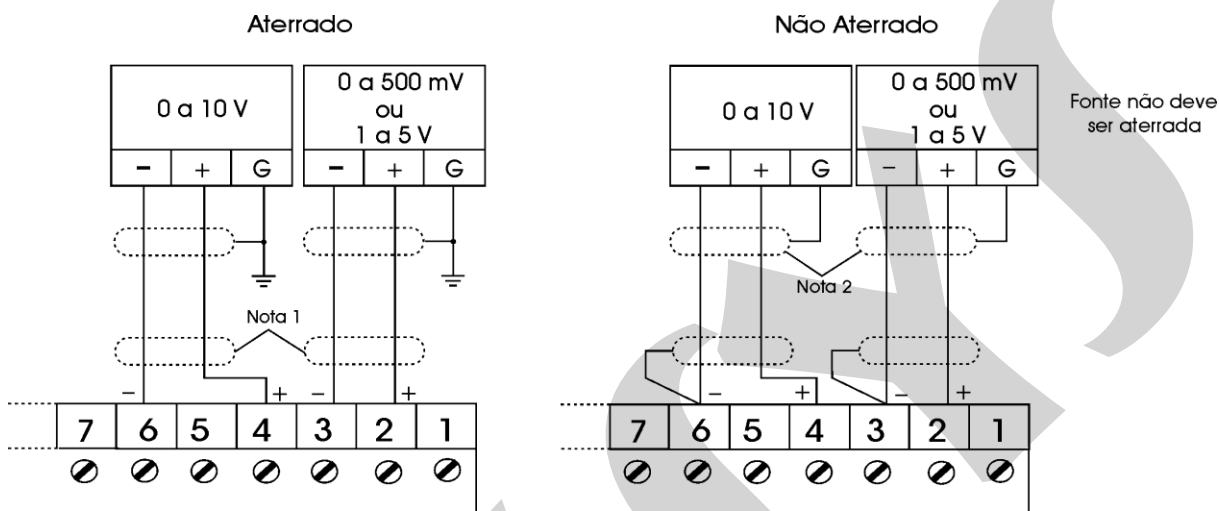 Aterrado
Não Aterrado
0 a 10 V
0 a 500 mV
ou
1 a 5 V
− + G
− + G
0 a 10 V
0 a 500 mV
ou
1 a 5 V
− + G
− + G
Fonte não deve
ser aterrada
Nota 1
Nota 2
− + − +
− + − +
7 6 5 4 3 2 1
7 6 5 4 3 2 1